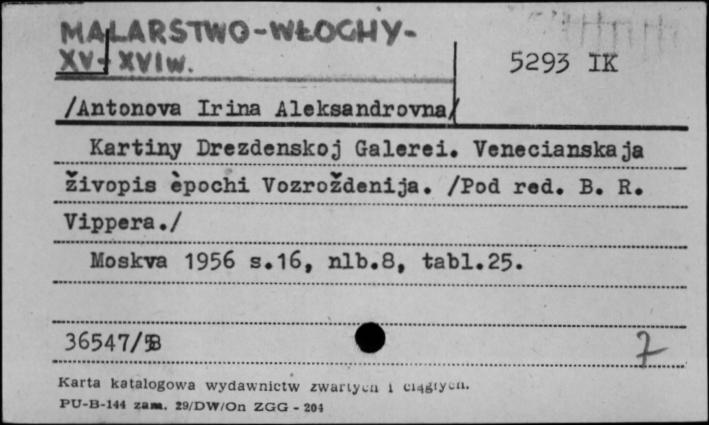 MALARSTWO-WŁOCHY-
XV-XVIw.
5293 IK
/Antonova Irina Aleksandrovna/
Kartiny Drezdenskoj Galerei. Venecianskaja
živopis èpochi Vozroždenija. /Pod red. B. R.
Vippera./
Moskva 1956 s.16, nlb.8, tabl.25.
36547/
7
Karta katalogowa wydawnictw zwartych i ciągłych.
PU-B-144 zam. 29/DW/On ZGG - 204